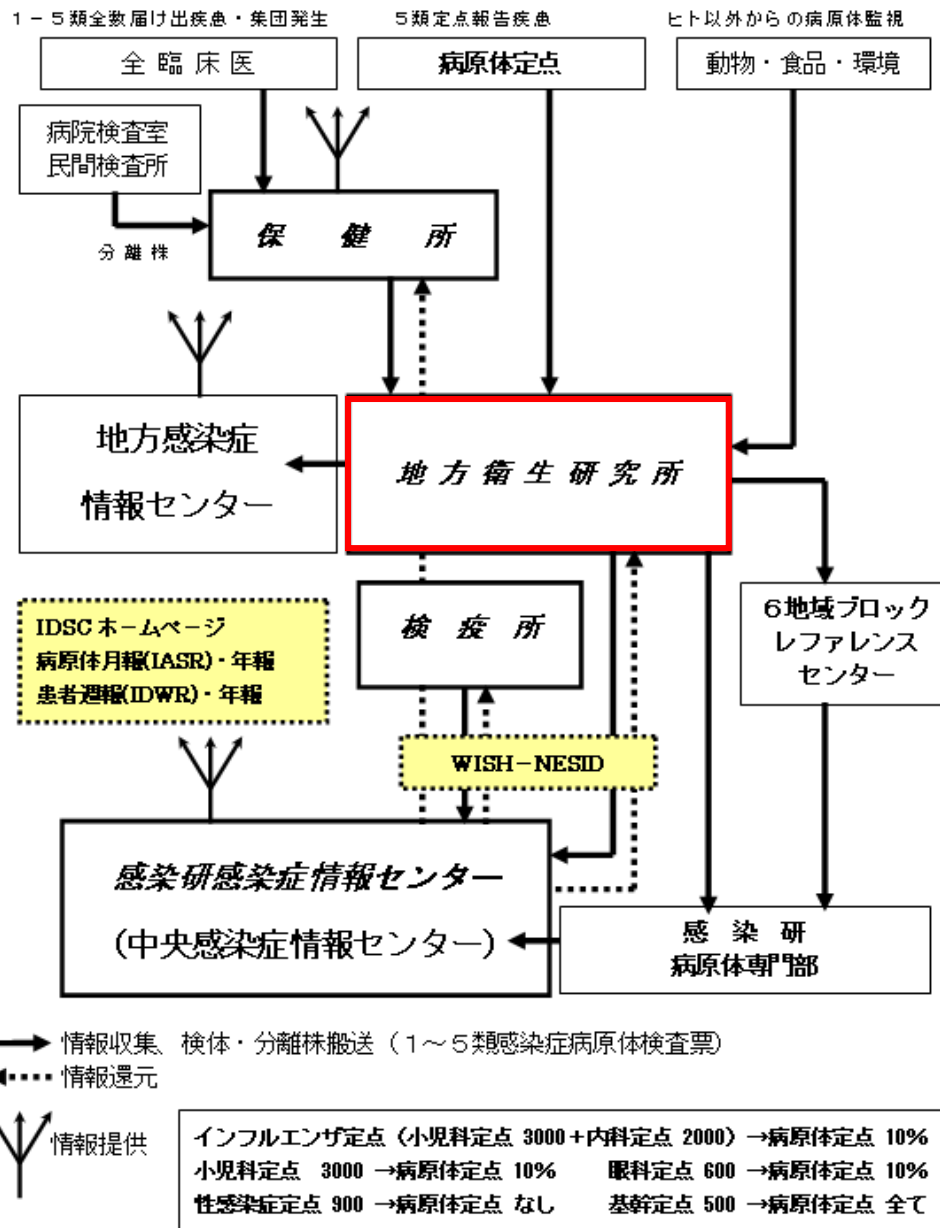 1－5類全数届け出疾患・集団発生
5類定点報告疾患
ヒト以外からの病原体監視
全臨床医
病原体定点
動物・食品・環境
病院検査室
民間検査所
分離株
保健所
地方感染症
情報センター
地方衛生研究所
検疫所
6地域ブロック
レファレンス
センター
IDSCホームページ
病原体月報(IASR)・年報
患者週報(IDWR)・年報
WISH－NESID
感染研感染症情報センター
(中央感染症情報センター)
感染研
病原体専門部
情報収集、検体・分離株搬送（1～5類感染症病原体検査票）
情報還元
情報提供
インフルエンザ定点（小児科定点 3000＋内科定点 2000）→病原体定点 10%
小児科定点 3000 →病原体定点 10% 眼科定点 600 →病原体定点 10%
性感染症定点 900 →病原体定点 なし 基幹定点 500 →病原体定点 全て